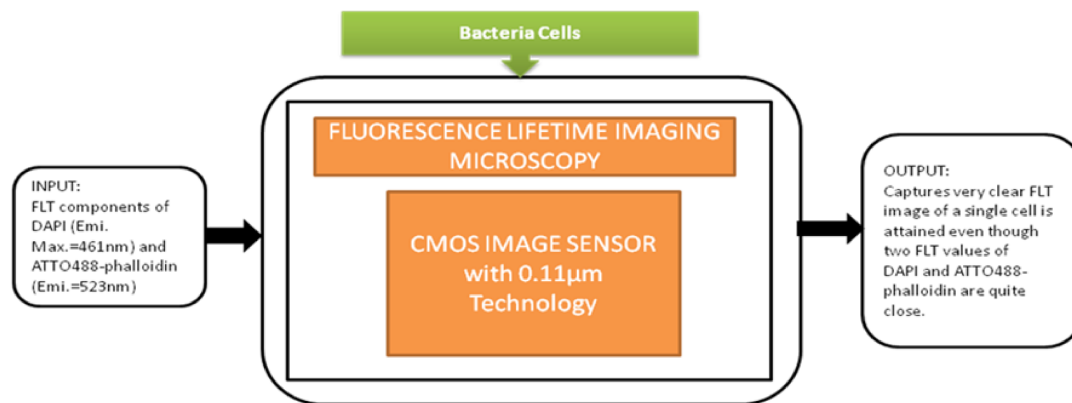 Bacteria Cells
FLUORESCENCE LIFETIME IMAGING
MICROSCOPY
INPUT:
FLT components of
DAPI (Emi.
Max.=461nm) and
ATTO488-phalloidin
(Emi.=523nm)
CMOS IMAGE SENSOR
with 0.11µm
Technology
OUTPUT:
Captures very clear FLT
image of a single cell is
attained even though
two FLT values of
DAPI and ATTO488-
phalloidin are quite
close.